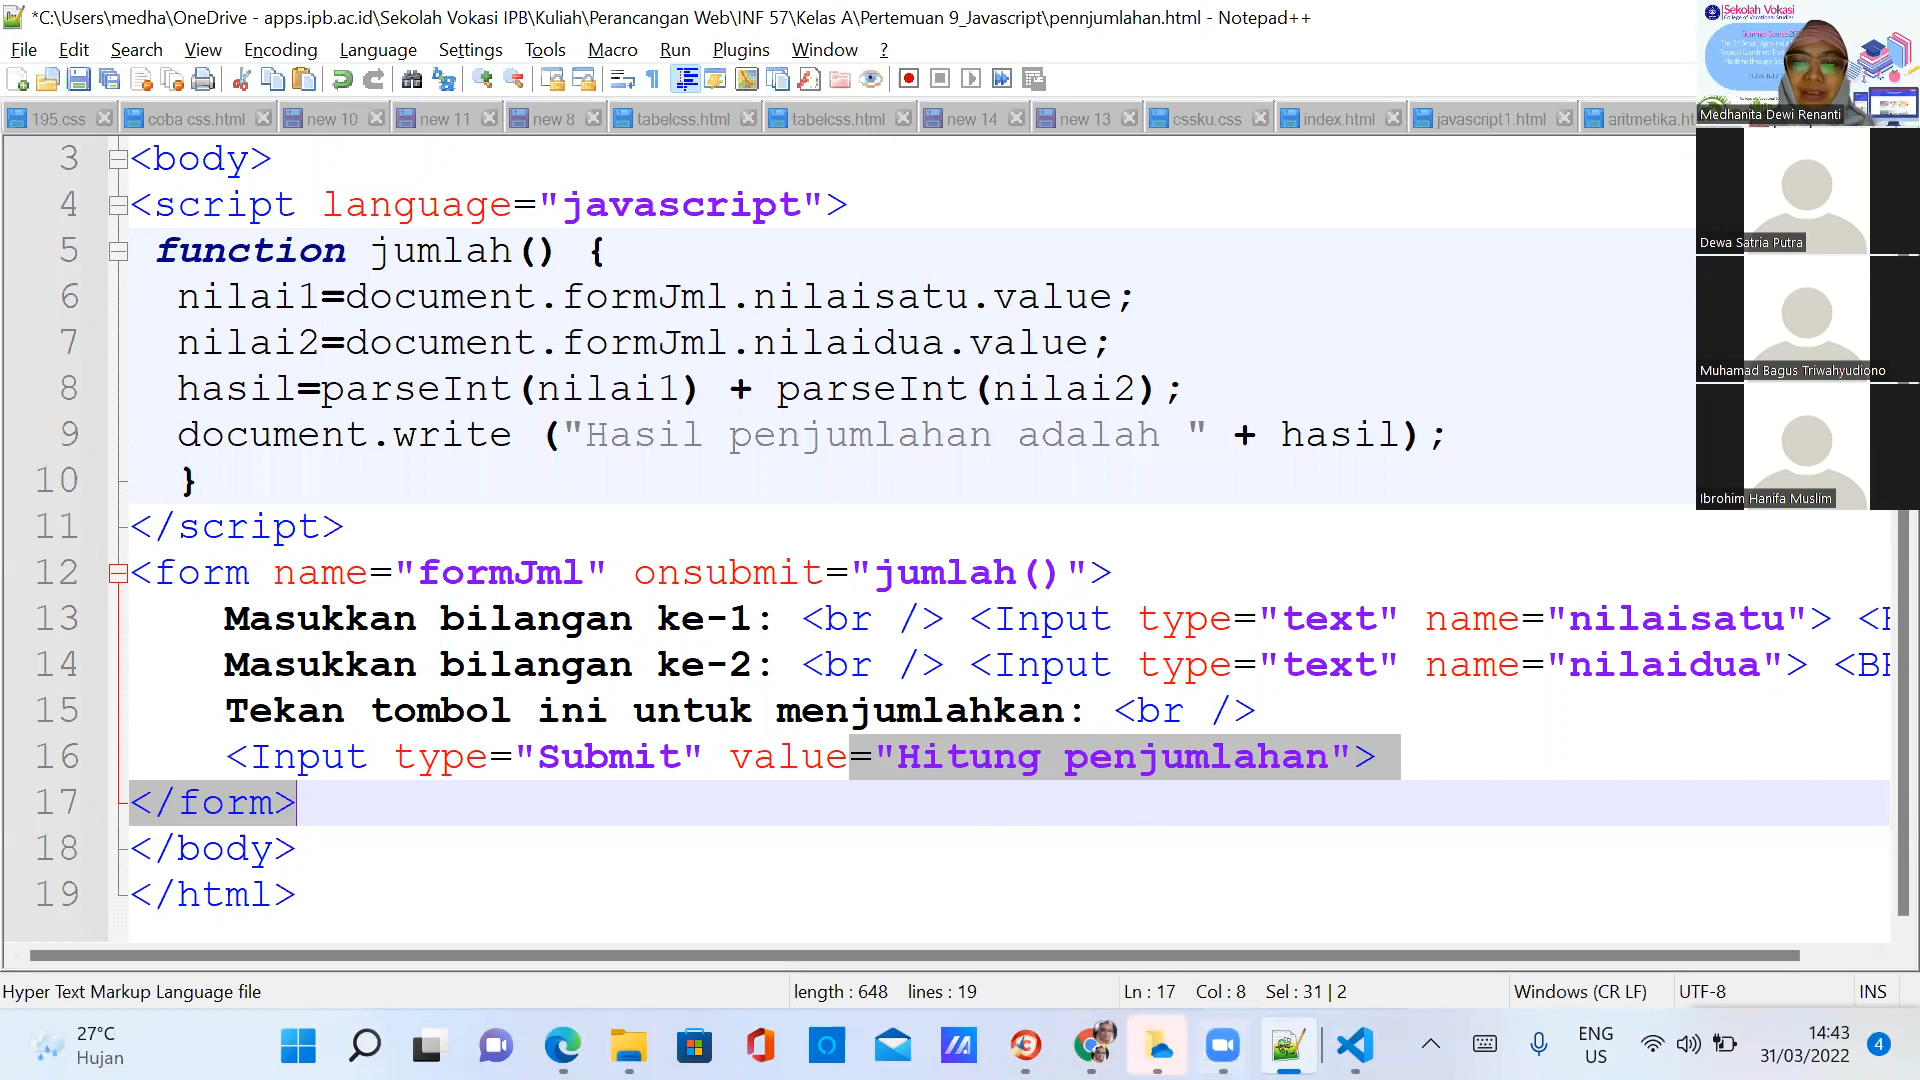 *C:\Users\medha\OneDrive - apps.ipb.ac.id\Sekolah Vokasi IPB\Kuliah\Perancangan Web\INF 57\Kelas A\Pertemuan 9_Javascript\pennjumlahan.html - Notepad++
File Edit Search View Encoding Language Settings Tools Macro Run Plugins Window ?
195.css coba css.html new 10 new 11 new 8 tabelcss.html tabelcss.html new 14 new 13 cssku.css index.html javascript1.html aritmetika.ht
3 <body>
4 <script language="javascript">
5 function jumlah() {
6 nilai1=document.formJml.nilaisatu.value;
7 nilai2=document.formJml.nilaidua.value;
8 hasil=parseInt(nilai1) + parseInt(nilai2);
9 document.write ("Hasil penjumlahan adalah " + hasil);
10 }
11 </script>
12 <form name="formJml" onsubmit="jumlah()">
13 Masukkan bilangan ke-1: <br /> <Input type="text" name="nilaisatu"> <
14 Masukkan bilangan ke-2: <br /> <Input type="text" name="nilaidua"> <B
15 Tekan tombol ini untuk menjumlahkan: <br />
16 <Input type="Submit" value="Hitung penjumlahan">
17 </form>
18 </body>
19 </html>
Sekolah Vokasi
College of Vocational Studies
Medhanita Dewi Renanti
Dewa Satria Putra
Muhamad Bagus Triwahyudiono
Ibrohim Hanifa Muslim
Hyper Text Markup Language file length : 648 lines : 19 Ln : 17 Col : 8 Sel : 31 | 2 Windows (CR LF) UTF-8 INS
27°C
Hujan
ENG
US
14:43
31/03/2022
4